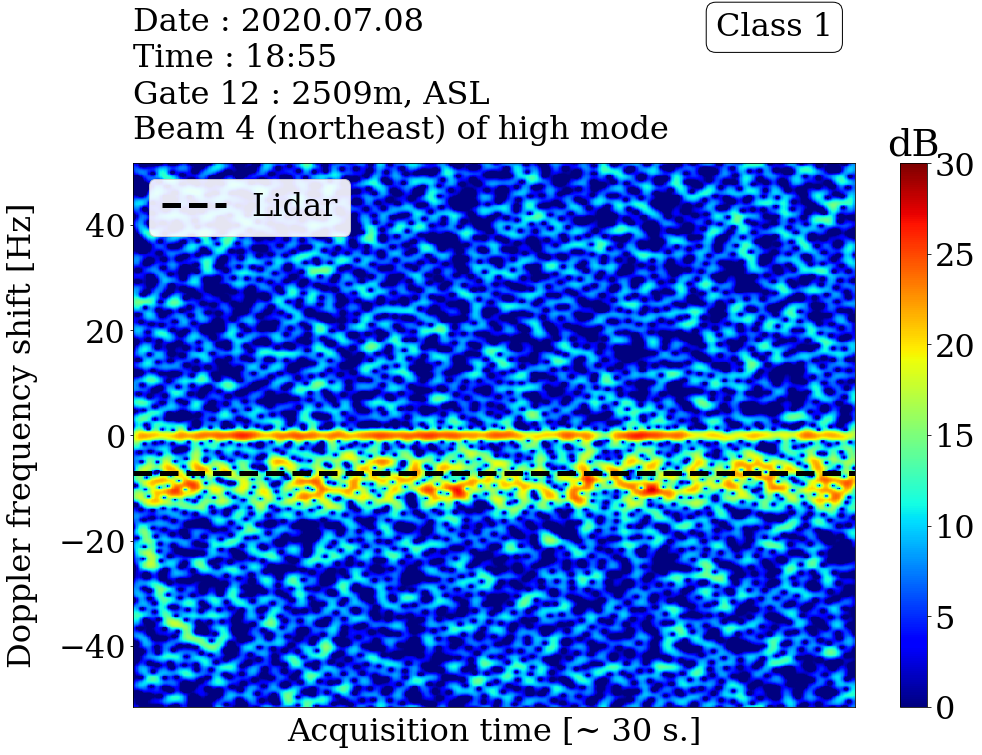 Date : 2020.07.08
Time : 18:55
Gate 12 : 2509m, ASL
Beam 4 (northeast) of high mode
Class 1
dB
Lidar
Doppler frequency shift [Hz]
40
20
0
−20
−40
Acquisition time [~ 30 s.]
30
25
20
15
10
5
0